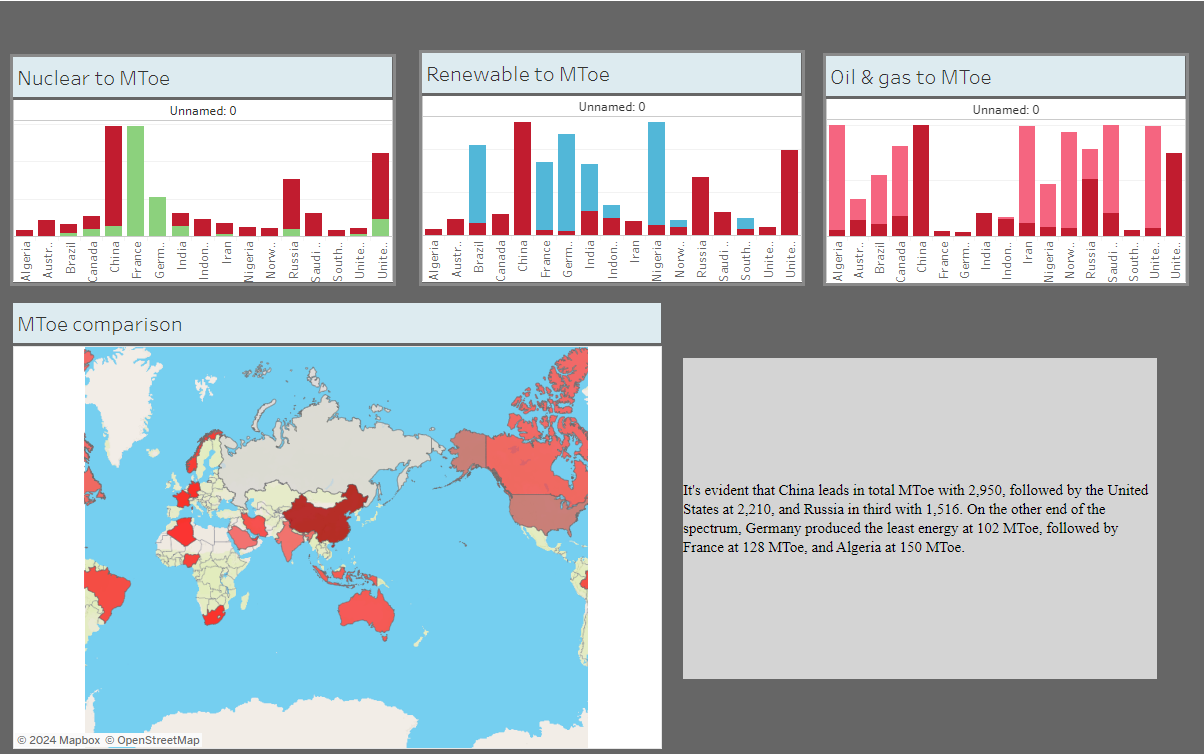 Nuclear to MToe
Unnamed: 0
Algeria
Austr..
Brazil
Canada
China
France
Germ..
India
Indon..
Iran
Nigeria
Norw..
Russia
Saudi ..
South..
Unite..
Unite..
Renewable to MToe
Unnamed: 0
Algeria
Austr..
Brazil
Canada
China
France
Germ..
India
Indon..
Iran
Nigeria
Norw..
Russia
Saudi ..
South..
Unite..
Unite..
Oil & gas to MToe
Unnamed: 0
Algeria
Austr..
Brazil
Canada
China
France
Germ..
India
Indon..
Iran
Nigeria
Norw..
Russia
Saudi ..
South..
Unite..
Unite..
MToe comparison
© 2024 Mapbox © OpenStreetMap
It's evident that China leads in total MToe with 2,950, followed by the United
States at 2,210, and Russia in third with 1,516. On the other end of the
spectrum, Germany produced the least energy at 102 MToe, followed by
France at 128 MToe, and Algeria at 150 MToe.